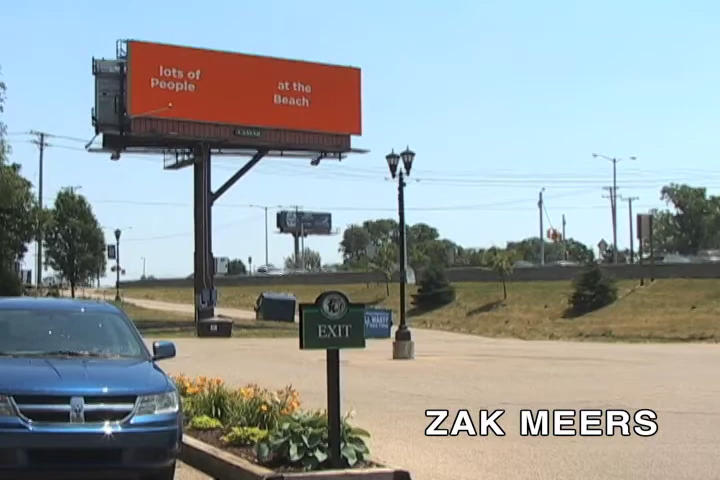 lots of
People
at the
Beach
EXIT
ZAK MEERS